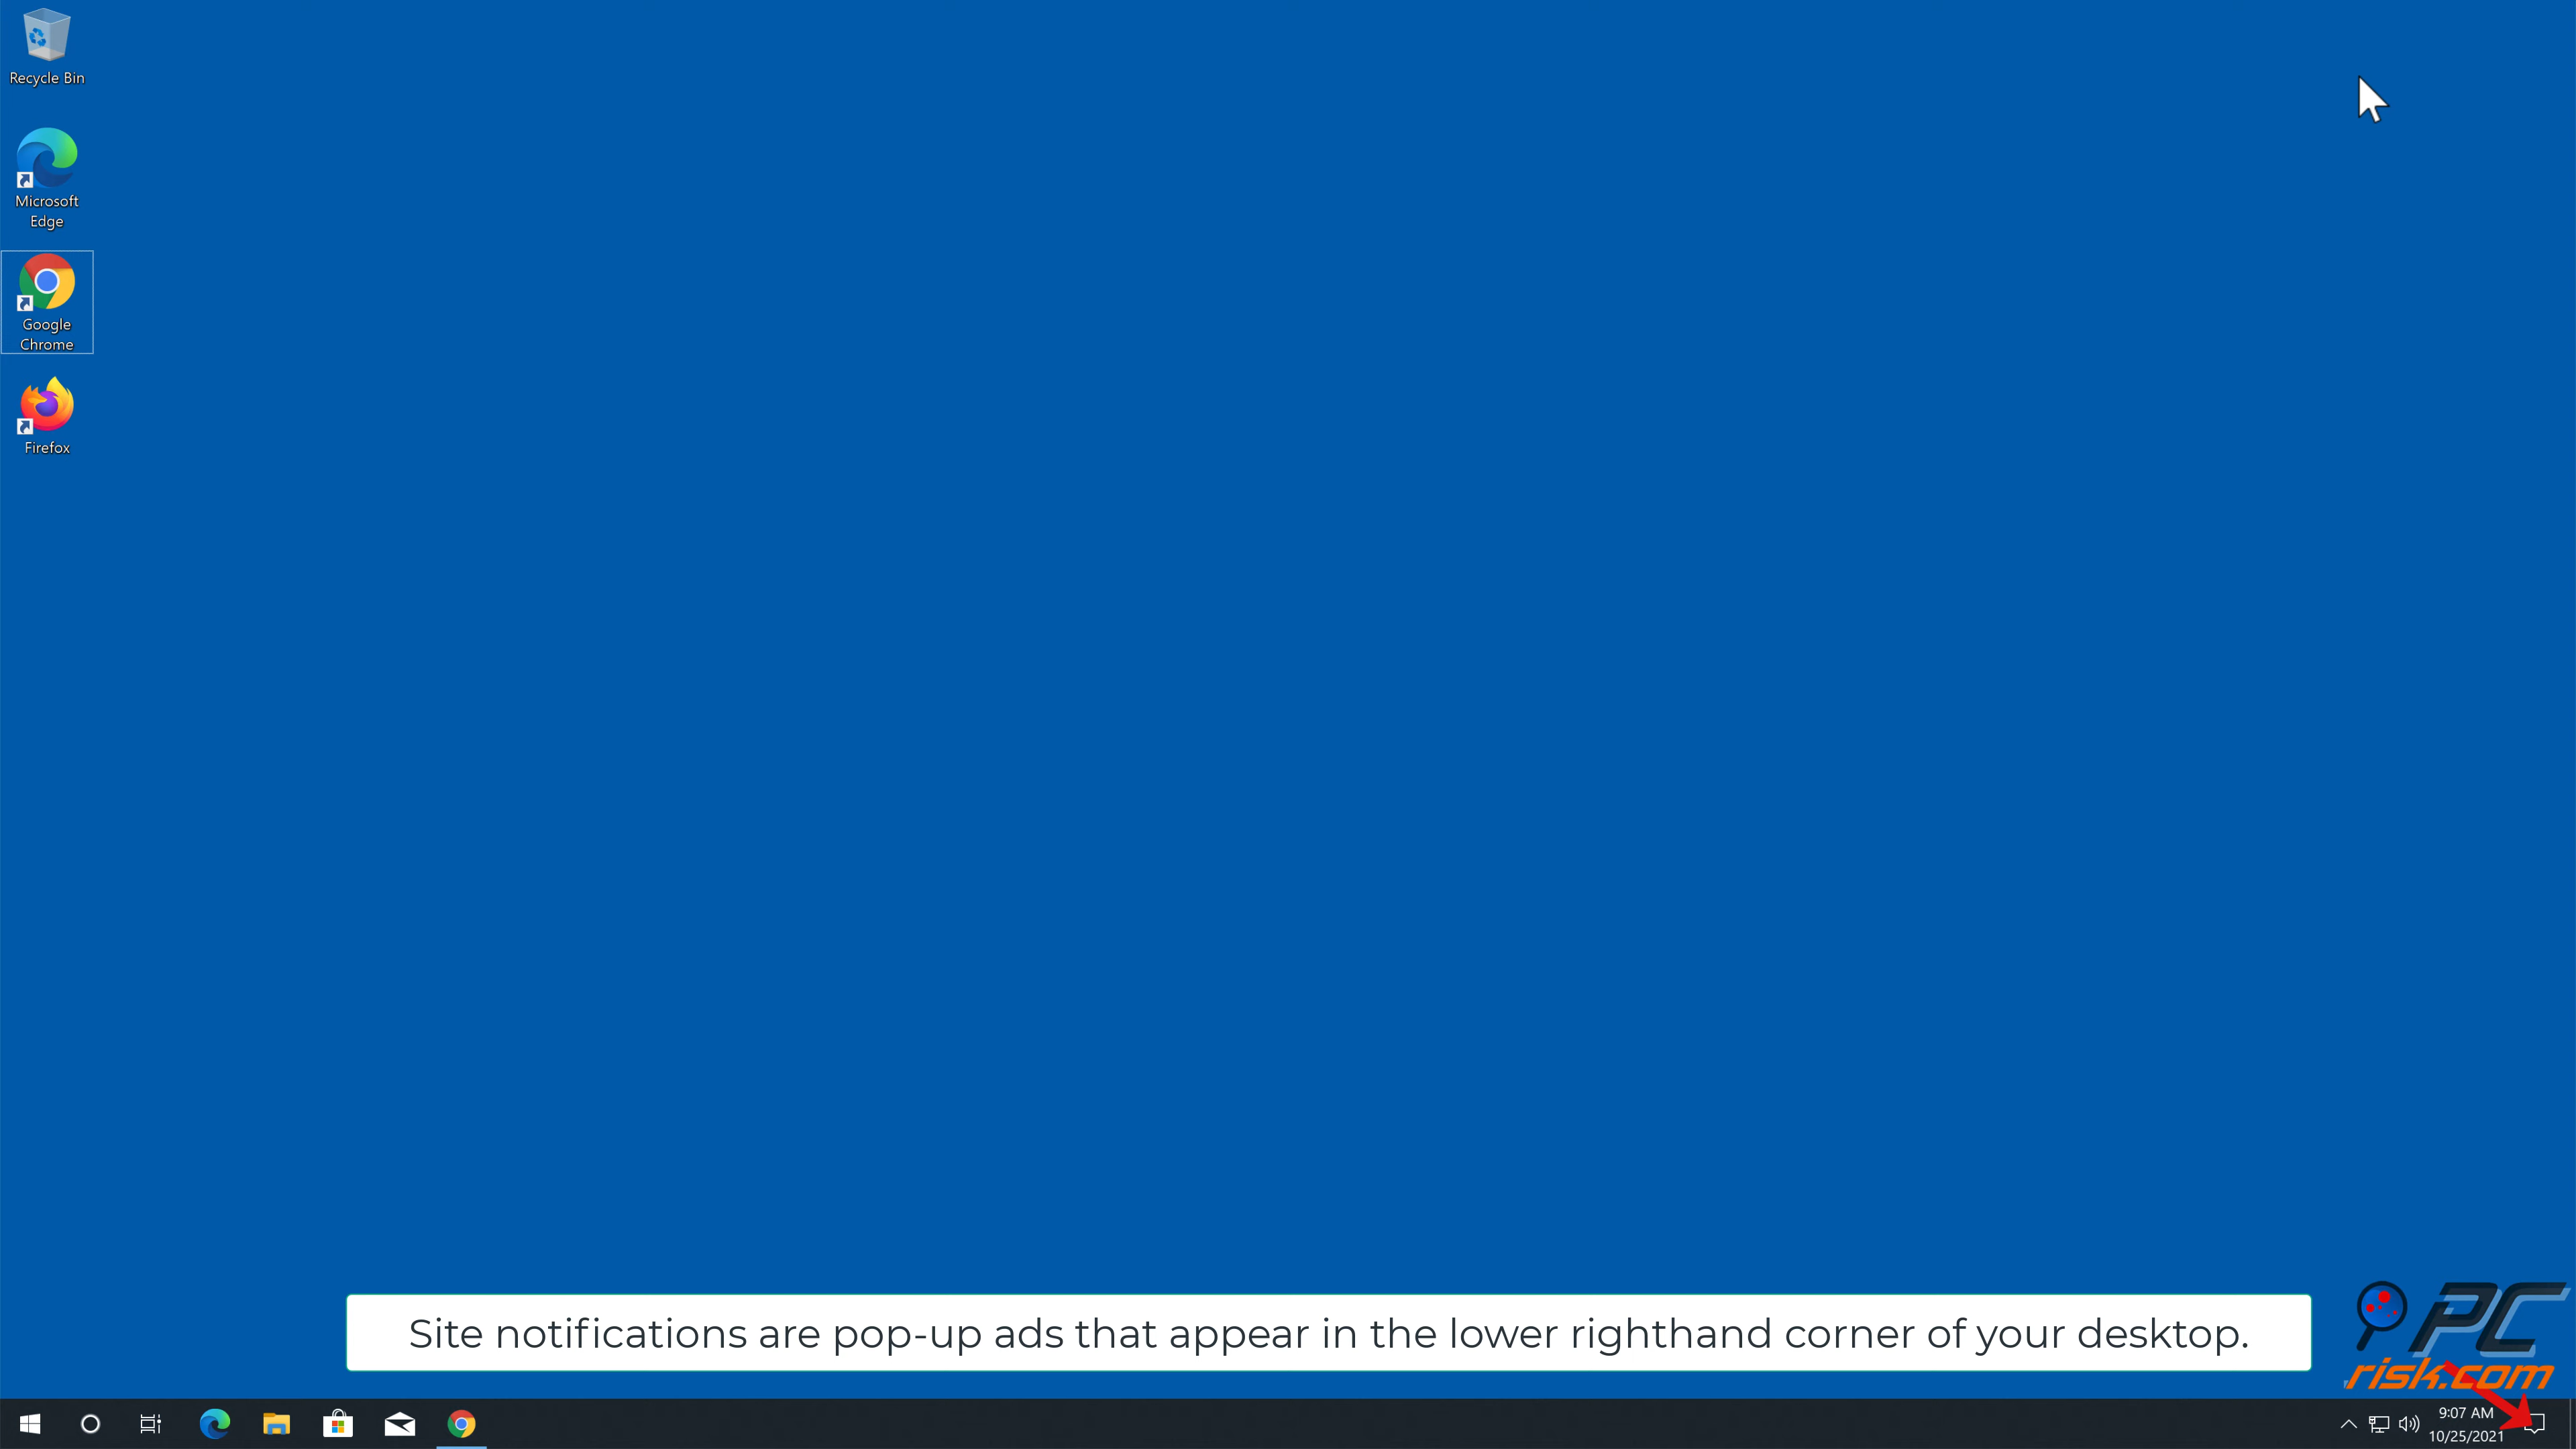 Recycle Bin
Microsoft
Edge
Google
Chrome
Firefox
Site notifications are pop-up ads that appear in the lower righthand corner of your desktop.
PC
risk.com
9:07 AM
10/25/2021